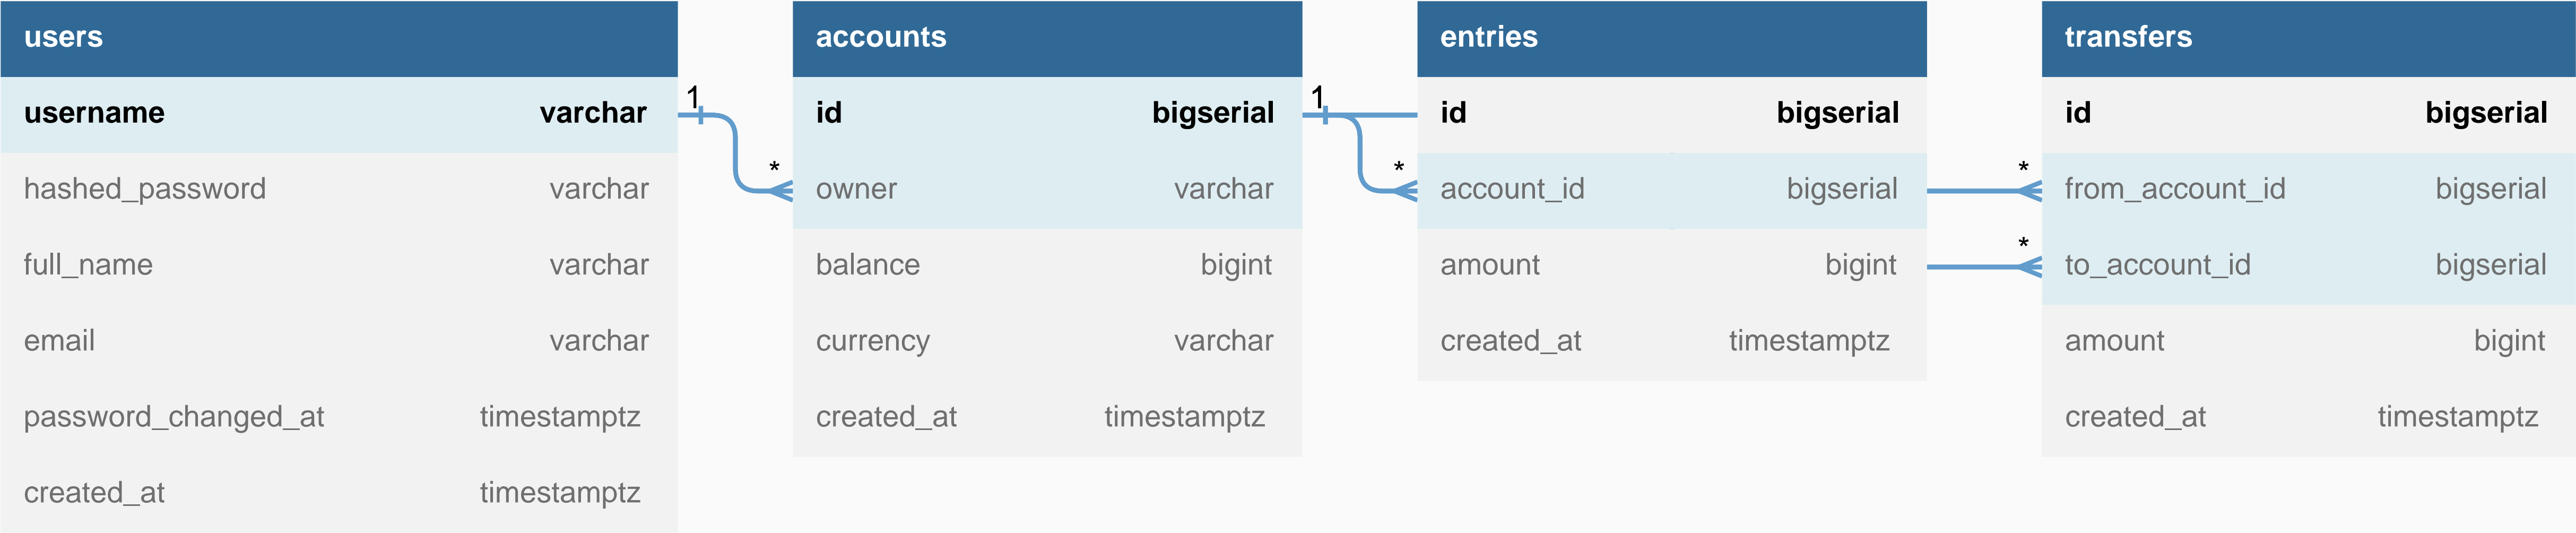 users
username varchar
hashed_password varchar
full_name varchar
email varchar
password_changed_at timestamptz
created_at timestamptz
1
*
accounts
id bigserial
owner varchar
balance bigint
currency varchar
created_at timestamptz
1
*
entries
id bigserial
account_id bigserial
amount bigint
created_at timestamptz
*
*
transfers
id bigserial
from_account_id bigserial
to_account_id bigserial
amount bigint
created_at timestamptz